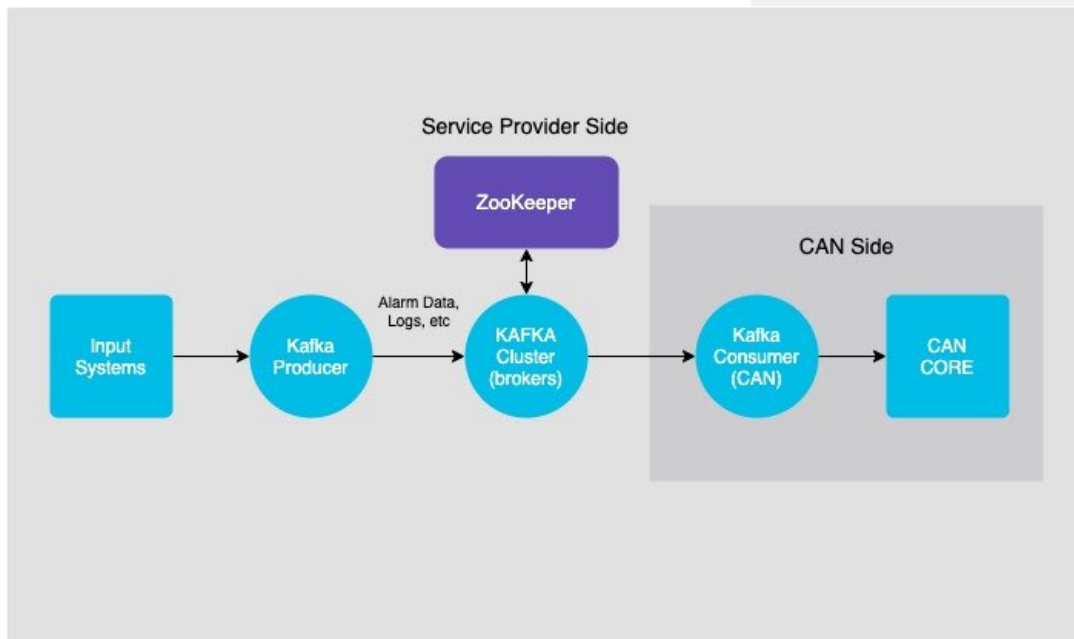 Service Provider Side
ZooKeeper
CAN Side
Alarm Data,
Logs, etc
Input
Systems
Kafka
Producer
KAFKA
Cluster
(brokers)
Kafka
Consumer
(CAN)
CAN
CORE